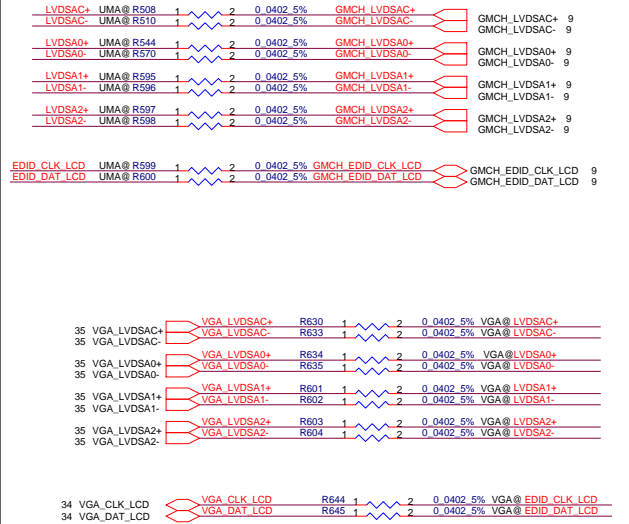 LVDSAC+ UMA@ R508 1 2 0_0402_5% GMCH_LVDSAC+ GMCH_LVDSAC+ 9
LVDSAC- UMA@ R510 1 2 0_0402_5% GMCH_LVDSAC- GMCH_LVDSAC- 9
LVDSA0+ UMA@ R544 1 2 0_0402_5% GMCH_LVDSA0+ GMCH_LVDSA0+ 9
LVDSA0- UMA@ R570 1 2 0_0402_5% GMCH_LVDSA0- GMCH_LVDSA0- 9
LVDSA1+ UMA@ R595 1 2 0_0402_5% GMCH_LVDSA1+ GMCH_LVDSA1+ 9
LVDSA1- UMA@ R596 1 2 0_0402_5% GMCH_LVDSA1- GMCH_LVDSA1- 9
LVDSA2+ UMA@ R597 1 2 0_0402_5% GMCH_LVDSA2+ GMCH_LVDSA2+ 9
LVDSA2- UMA@ R598 1 2 0_0402_5% GMCH_LVDSA2- GMCH_LVDSA2- 9
EDID_CLK_LCD UMA@ R599 1 2 0_0402_5% GMCH_EDID_CLK_LCD GMCH_EDID_CLK_LCD 9
EDID_DAT_LCD UMA@ R600 1 2 0_0402_5% GMCH_EDID_DAT_LCD GMCH_EDID_DAT_LCD 9
35 VGA_LVDSAC+ VGA_LVDSAC+ R630 1 2 0_0402_5% VGA@ LVDSAC+
35 VGA_LVDSAC- VGA_LVDSAC- R633 1 2 0_0402_5% VGA@ LVDSAC-
35 VGA_LVDSA0+ VGA_LVDSA0+ R634 1 2 0_0402_5% VGA@ LVDSA0+
35 VGA_LVDSA0- VGA_LVDSA0- R635 1 2 0_0402_5% VGA@ LVDSA0-
35 VGA_LVDSA1+ VGA_LVDSA1+ R601 1 2 0_0402_5% VGA@ LVDSA1+
35 VGA_LVDSA1- VGA_LVDSA1- R602 1 2 0_0402_5% VGA@ LVDSA1-
35 VGA_LVDSA2+ VGA_LVDSA2+ R603 1 2 0_0402_5% VGA@ LVDSA2+
35 VGA_LVDSA2- VGA_LVDSA2- R604 1 2 0_0402_5% VGA@ LVDSA2-
34 VGA_CLK_LCD VGA_CLK_LCD R644 1 2 0_0402_5% VGA@ EDID_CLK_LCD
34 VGA_DAT_LCD VGA_DAT_LCD R645 1 2 0_0402_5% VGA@ EDID_DAT_LCD